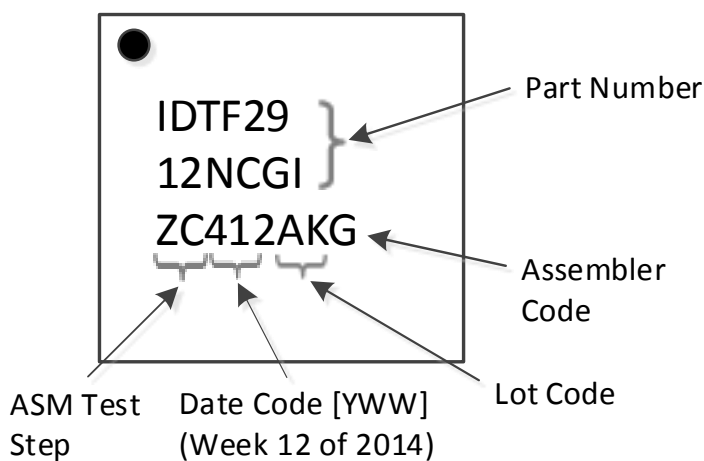 IDTF29
12NCGI
ZC412AKG
Part Number
Assembler
Code
Lot Code
ASM Test
Step
Date Code [YWW]
(Week 12 of 2014)